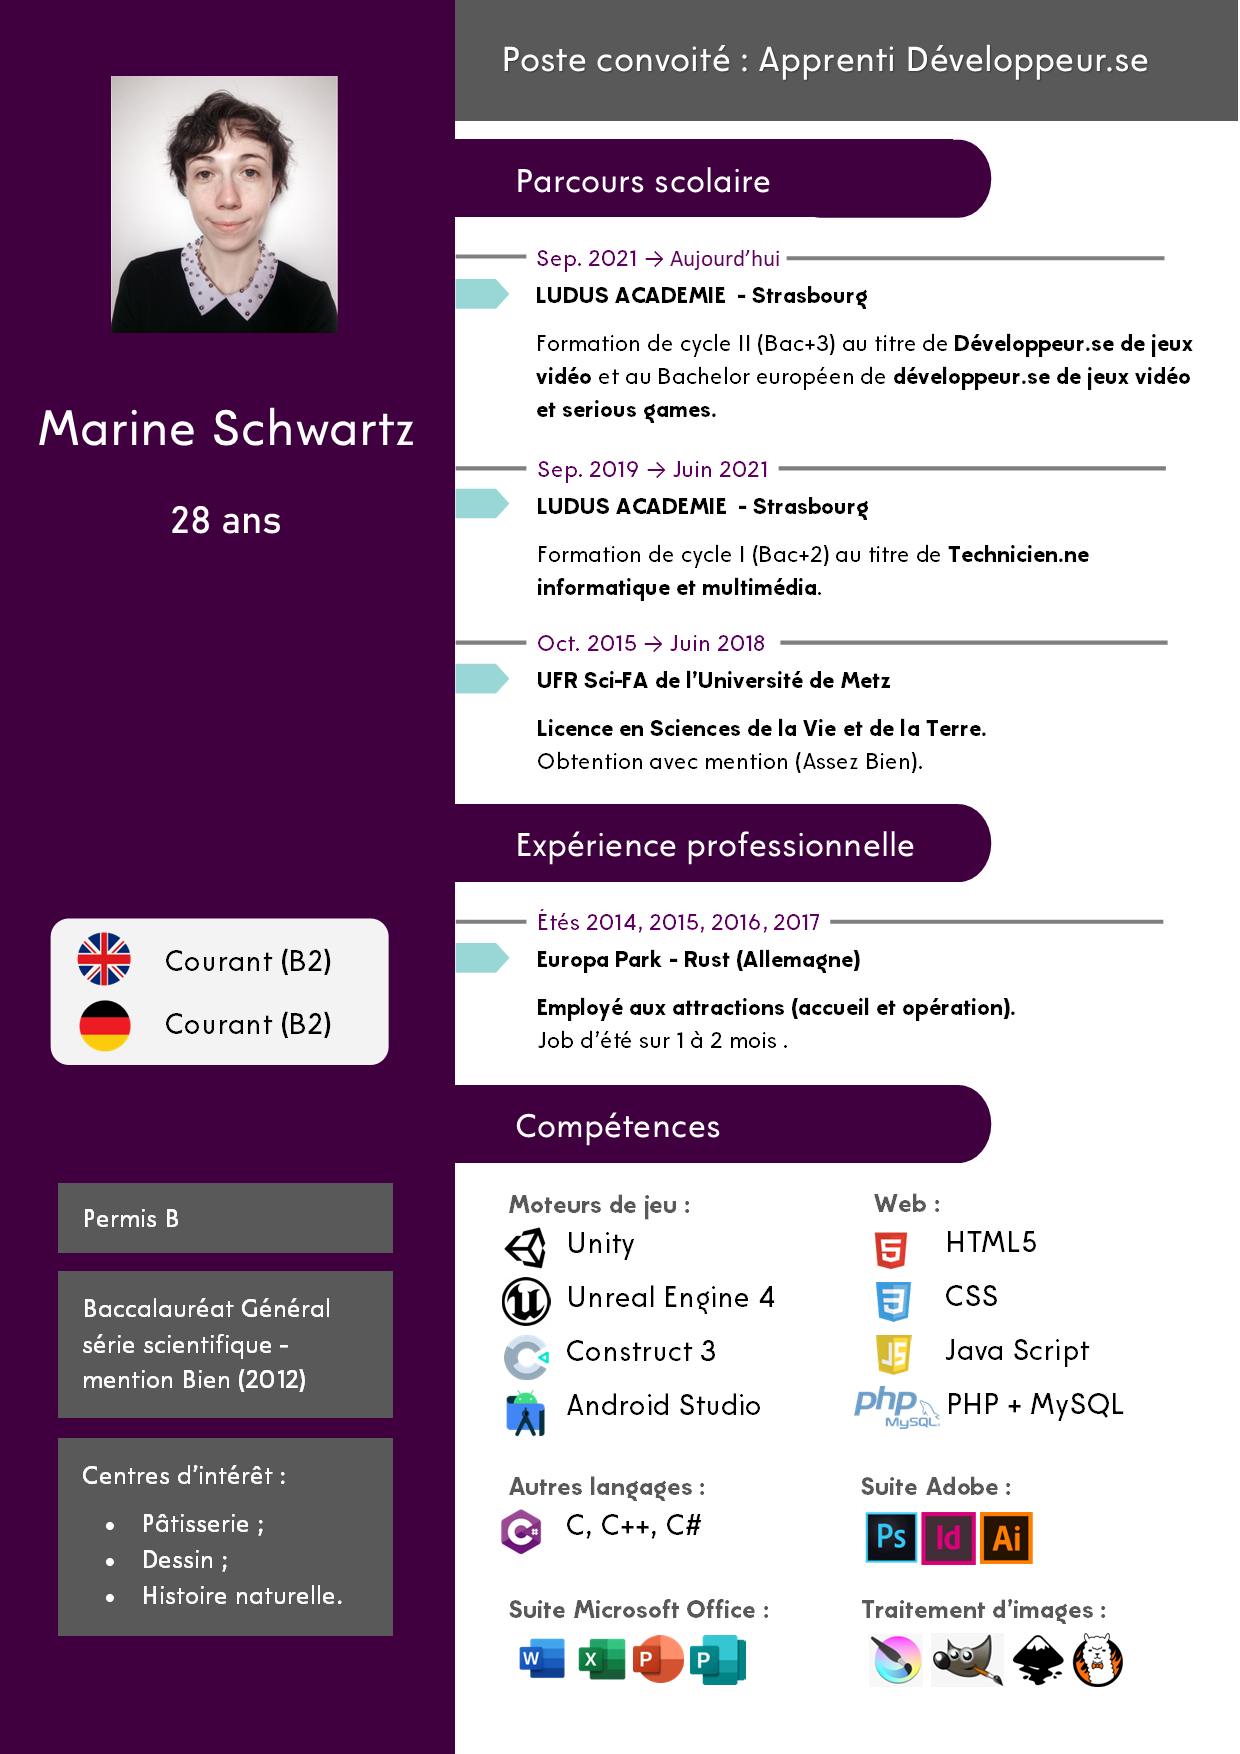 Poste convoité : Apprenti Développeur.se
Marine Schwartz
28 ans
Courant (B2)
Courant (B2)
Permis B
Baccalauréat Général
série scientifique -
mention Bien (2012)
Centres d'intérêt :
• Pâtisserie ;
• Dessin ;
• Histoire naturelle.
Parcours scolaire
Sep. 2021 → Aujourd'hui
LUDUS ACADEMIE - Strasbourg
Formation de cycle II (Bac+3) au titre de Développeur.se de jeux
vidéo et au Bachelor européen de développeur.se de jeux vidéo
et serious games.
Sep. 2019 → Juin 2021
LUDUS ACADEMIE - Strasbourg
Formation de cycle I (Bac+2) au titre de Technicien.ne
informatique et multimédia.
Oct. 2015 → Juin 2018
UFR Sci-FA de l'Université de Metz
Licence en Sciences de la Vie et de la Terre.
Obtention avec mention (Assez Bien).
Expérience professionnelle
Étés 2014, 2015, 2016, 2017
Europa Park - Rust (Allemagne)
Employé aux attractions (accueil et opération).
Job d'été sur 1 à 2 mois .
Compétences
Moteurs de jeu :
Unity
Unreal Engine 4
Construct 3
Android Studio
Web :
5 HTML5
3 CSS
JS Java Script
php MySQL PHP + MySQL
Autres langages :
C# C, C++, C#
Suite Adobe :
Ps Id Ai
Suite Microsoft Office :
W X P P
Traitement d'images :